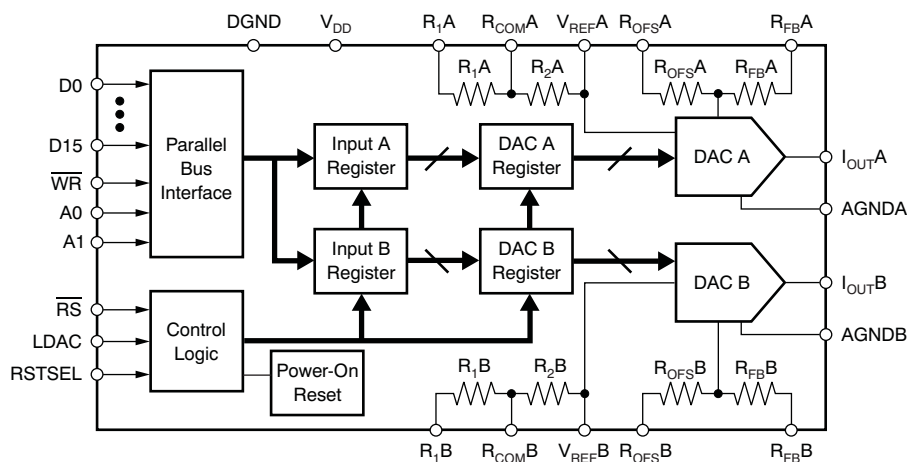 DGND
V_DD
R_1A
R_COMA
V_REFA
R_OFSA
R_FBA
R_1A
R_2A
R_OFSA
R_FBA
D0
D15
W̅R̅
A0
A1
Parallel
Bus
Interface
Input A
Register
DAC A
Register
DAC A
I_OUTA
AGNDA
Input B
Register
DAC B
Register
DAC B
I_OUTB
AGNDB
R̅S̅
LDAC
RSTSEL
Control
Logic
Power-On
Reset
R_1B
R_2B
R_OFSB
R_FBB
R_1B
R_COMB
V_REFB
R_OFSB
R_FBB